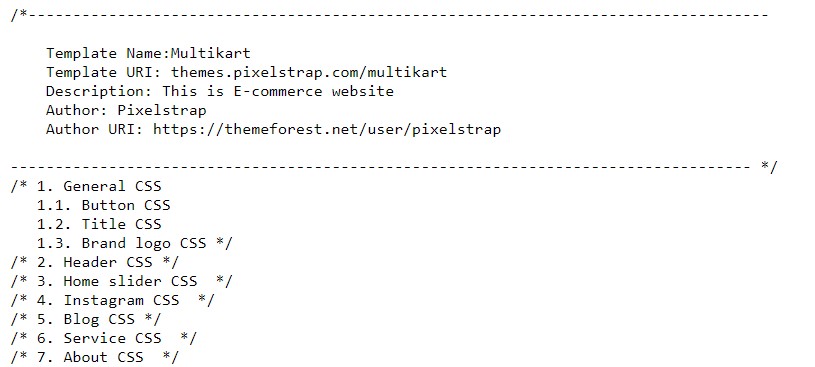 /*-----------------------------------------------------------------------------------
Template Name:Multikart
Template URI: themes.pixelstrap.com/multikart
Description: This is E-commerce website
Author: Pixelstrap
Author URI: https://themeforest.net/user/pixelstrap
----------------------------------------------------------------------------------- */
/* 1. General CSS
1.1. Button CSS
1.2. Title CSS
1.3. Brand logo CSS */
/* 2. Header CSS */
/* 3. Home slider CSS  */
/* 4. Instagram CSS  */
/* 5. Blog CSS */
/* 6. Service CSS  */
/* 7. About CSS  */